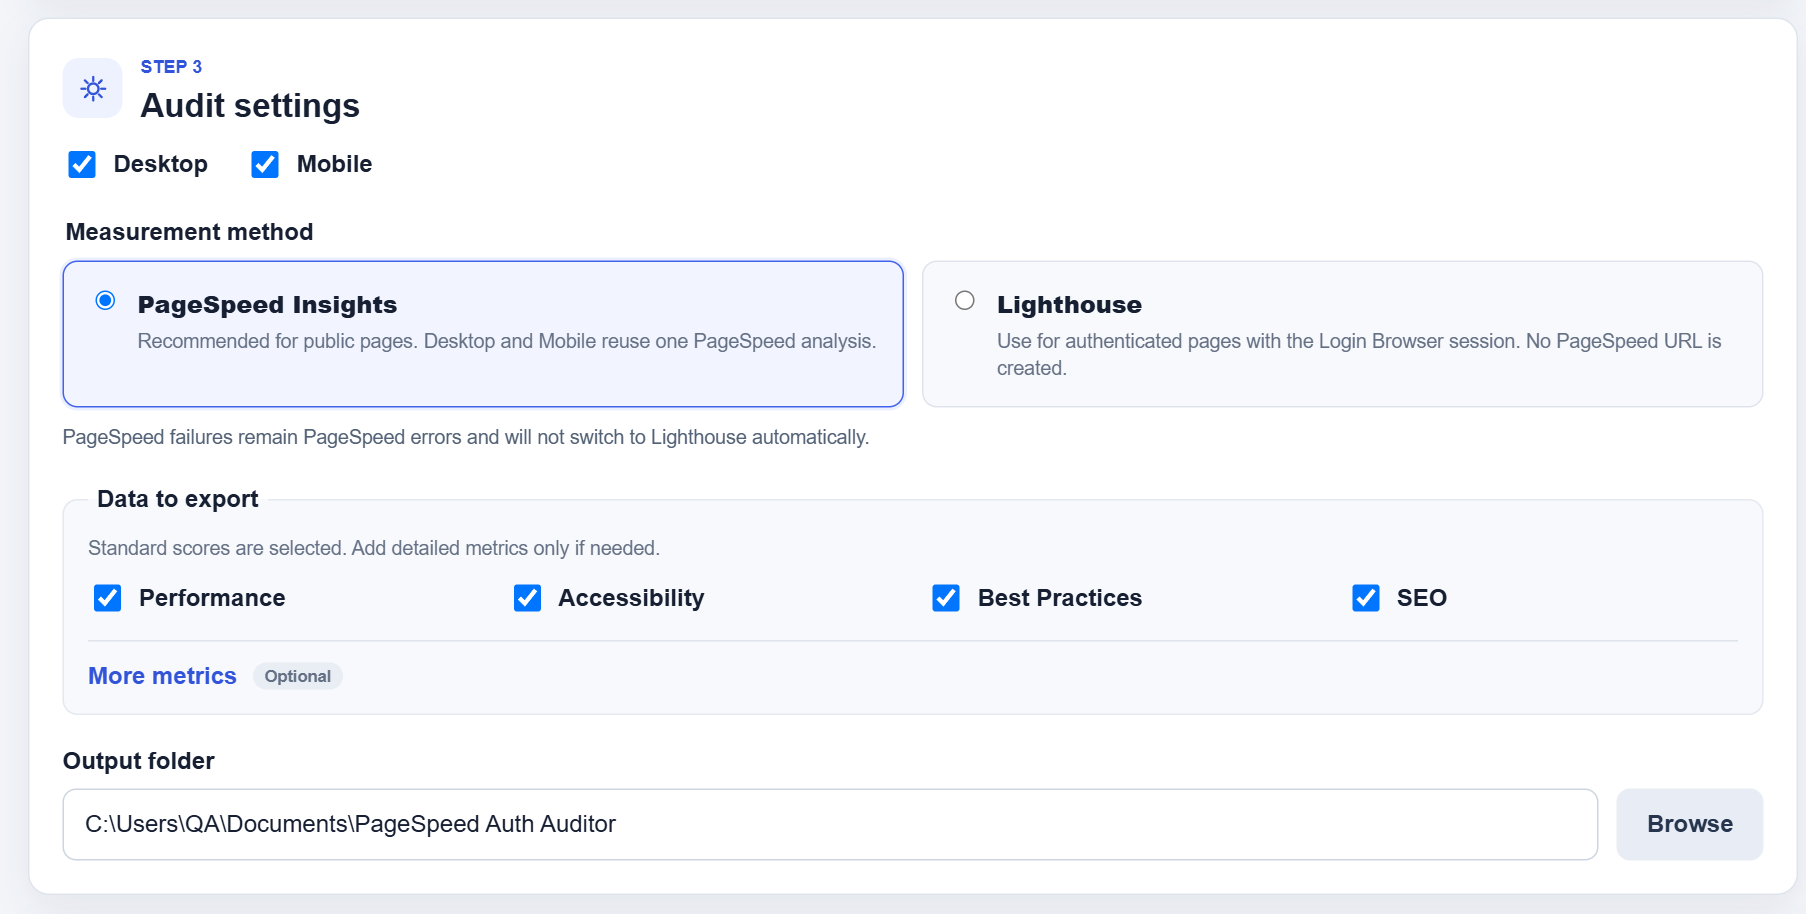 STEP 3
Audit settings
Desktop
Mobile
Measurement method
PageSpeed Insights
Recommended for public pages. Desktop and Mobile reuse one PageSpeed analysis.
Lighthouse
Use for authenticated pages with the Login Browser session. No PageSpeed URL is
created.
PageSpeed failures remain PageSpeed errors and will not switch to Lighthouse automatically.
Data to export
Standard scores are selected. Add detailed metrics only if needed.
Performance
Accessibility
Best Practices
SEO
More metrics
Optional
Output folder
C:\Users\QA\Documents\PageSpeed Auth Auditor
Browse